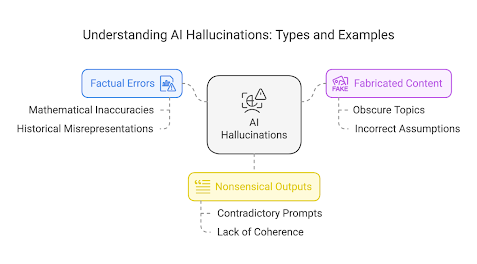 Understanding AI Hallucinations: Types and Examples
Factual Errors
Mathematical Inaccuracies
Historical Misrepresentations
AI
Hallucinations
FAKE
Fabricated Content
Obscure Topics
Incorrect Assumptions
Nonsensical Outputs
Contradictory Prompts
Lack of Coherence